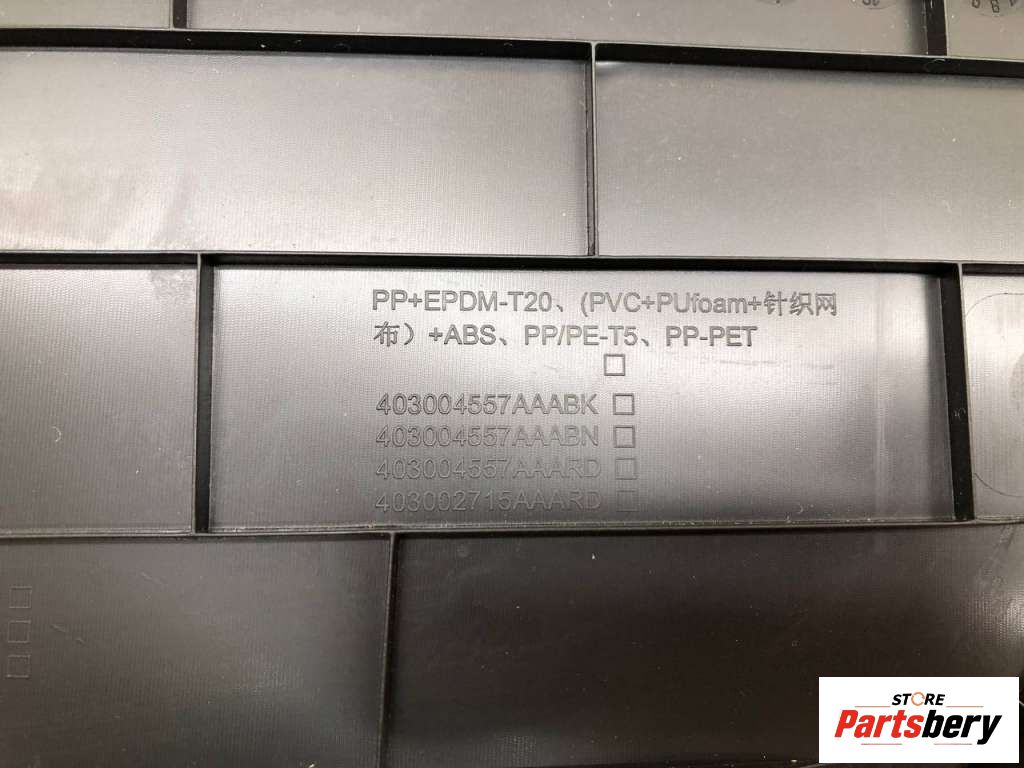 PP+EPDM-T20、(PVC+PUfoam+针织网
布）+ABS、PP/PE-T5、PP-PET
403004557AAABK
403004557AAABN
403004557AAARD
403002715AAARD
STORE
Partsbery